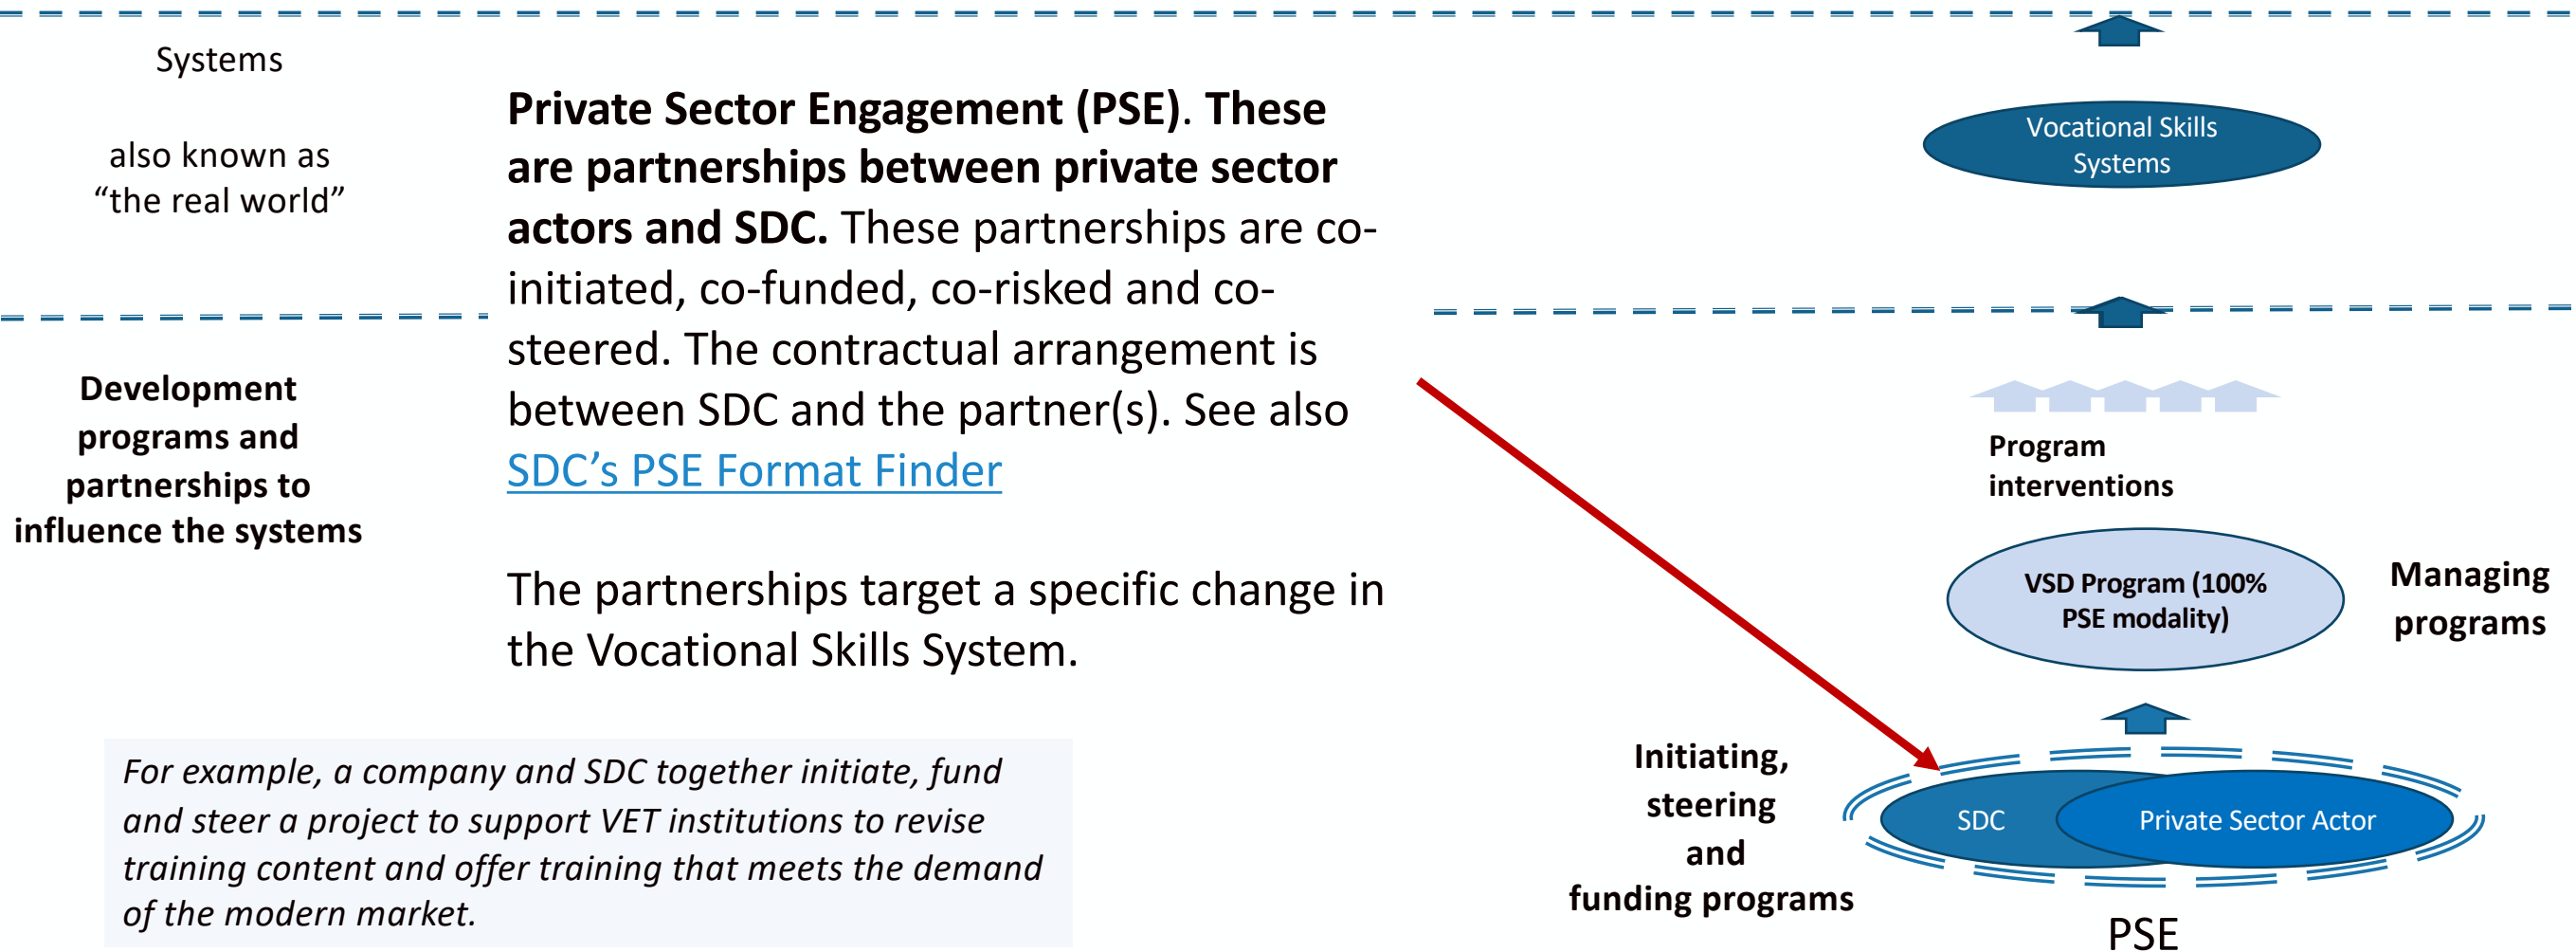 Systems
also known as
“the real world”
Development
programs and
partnerships to
influence the systems
Private Sector Engagement (PSE). These
are partnerships between private sector
actors and SDC. These partnerships are co-
initiated, co-funded, co-risked and co-
steered. The contractual arrangement is
between SDC and the partner(s). See also
SDC’s PSE Format Finder
The partnerships target a specific change in
the Vocational Skills System.
For example, a company and SDC together initiate, fund
and steer a project to support VET institutions to revise
training content and offer training that meets the demand
of the modern market.
Vocational Skills
Systems
Program
interventions
VSD Program (100%
PSE modality)
Managing
programs
Initiating,
steering
and
funding programs
SDC
Private Sector Actor
PSE